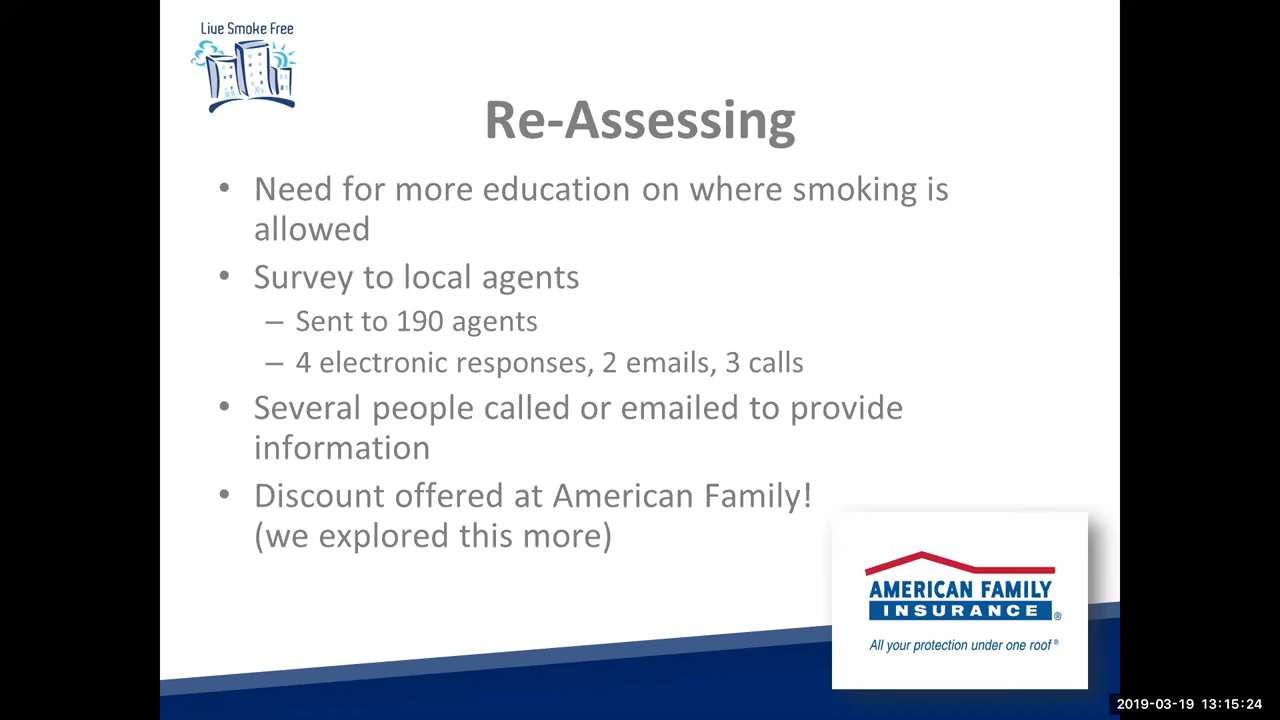 Live Smoke Free
Re-Assessing
• Need for more education on where smoking is
allowed
• Survey to local agents
– Sent to 190 agents
– 4 electronic responses, 2 emails, 3 calls
• Several people called or emailed to provide
information
• Discount offered at American Family!
(we explored this more)
AMERICAN FAMILY
INSURANCE®
All your protection under one roof®
2019-03-19 13:15:24